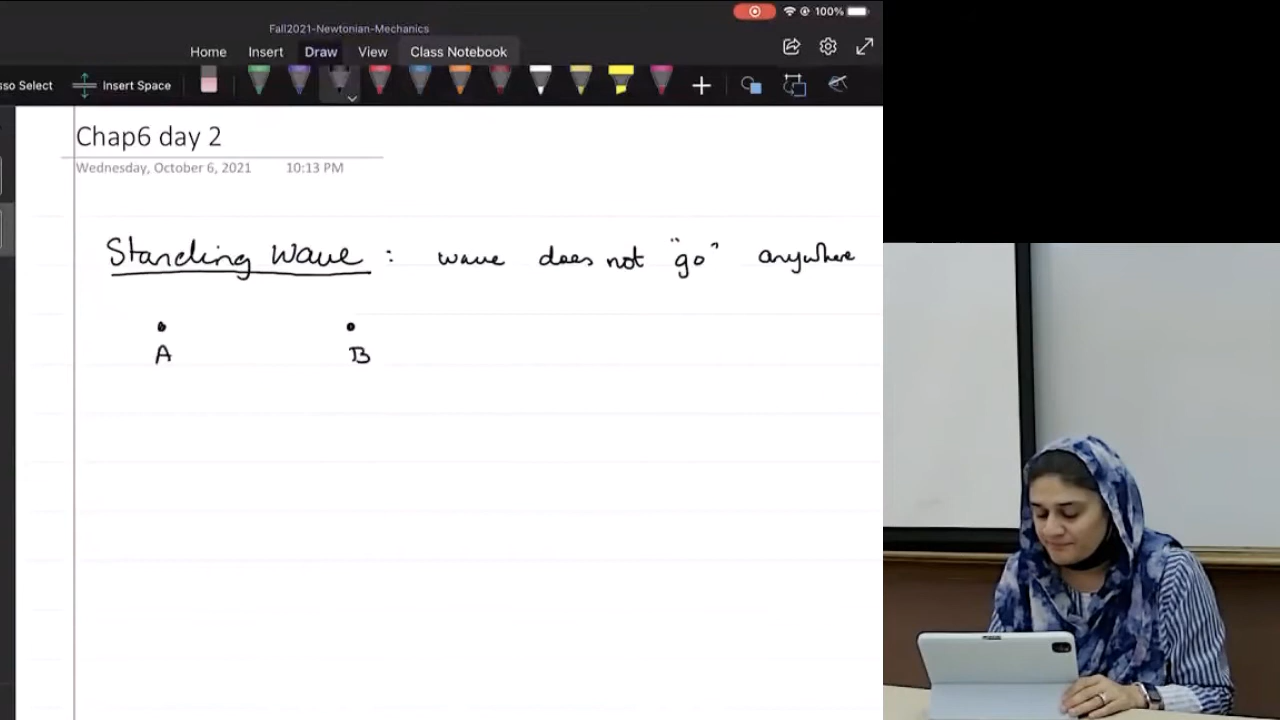 Fall2021-Newtonian-Mechanics
100%
Home Insert Draw View Class Notebook
sso Select Insert Space
Chap6 day 2
Wednesday, October 6, 2021 10:13 PM
Standing Wave : wave does not "go" anywhere
A B